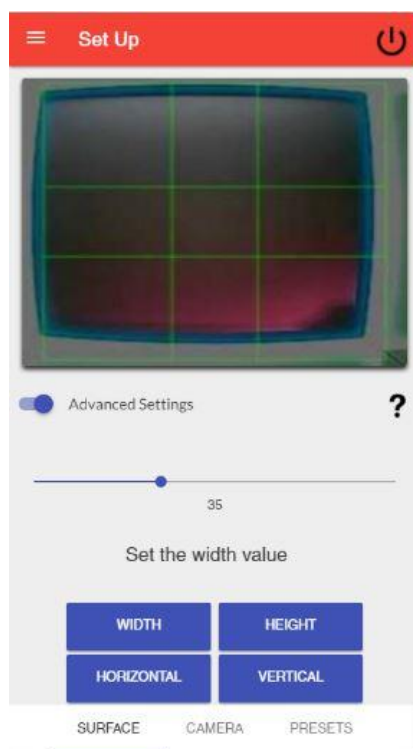 Set Up
Advanced Settings
?
35
Set the width value
WIDTH HEIGHT
HORIZONTAL VERTICAL
SURFACE CAMERA PRESETS